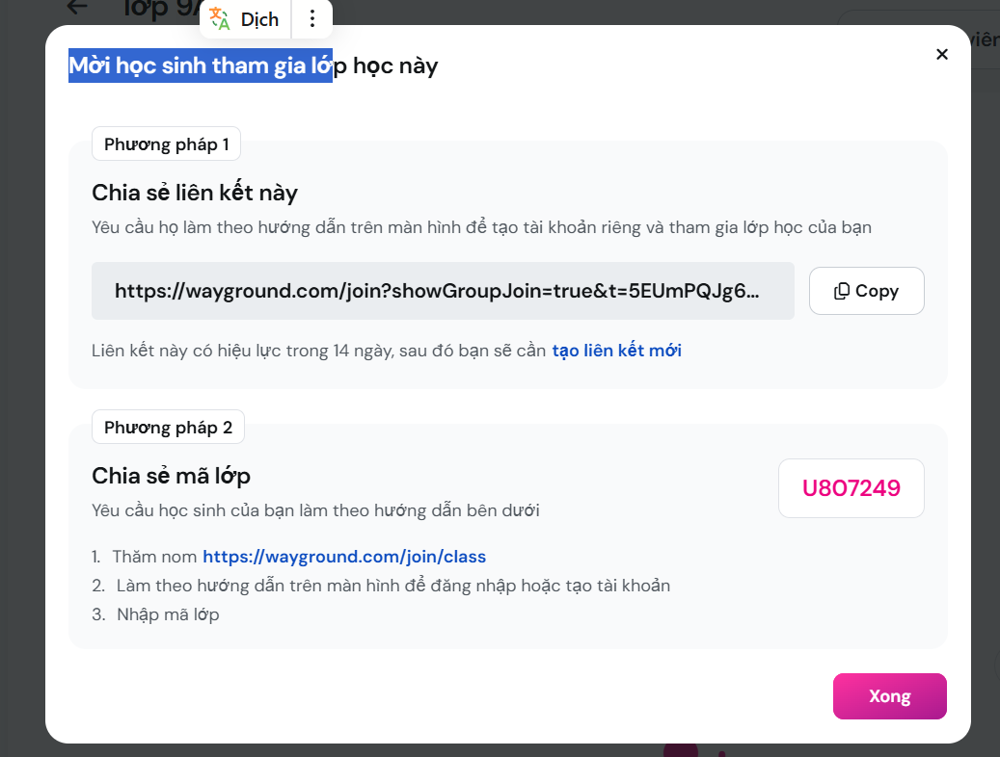 lớp 9A
Dịch
viên
Mời học sinh tham gia lớp học này
Phương pháp 1
Chia sẻ liên kết này
Yêu cầu họ làm theo hướng dẫn trên màn hình để tạo tài khoản riêng và tham gia lớp học của bạn
https://wayground.com/join?showGroupJoin=true&t=5EUmPQJg6...
Copy
Liên kết này có hiệu lực trong 14 ngày, sau đó bạn sẽ cần tạo liên kết mới
Phương pháp 2
Chia sẻ mã lớp
U807249
Yêu cầu học sinh của bạn làm theo hướng dẫn bên dưới
1. Thăm nom https://wayground.com/join/class
2. Làm theo hướng dẫn trên màn hình để đăng nhập hoặc tạo tài khoản
3. Nhập mã lớp
Xong